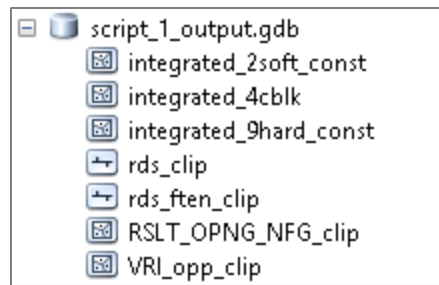 script_1_output.gdb
integrated_2soft_const
integrated_4cblk
integrated_9hard_const
rds_clip
rds_ften_clip
RSLT_OPNG_NFG_clip
VRI_opp_clip